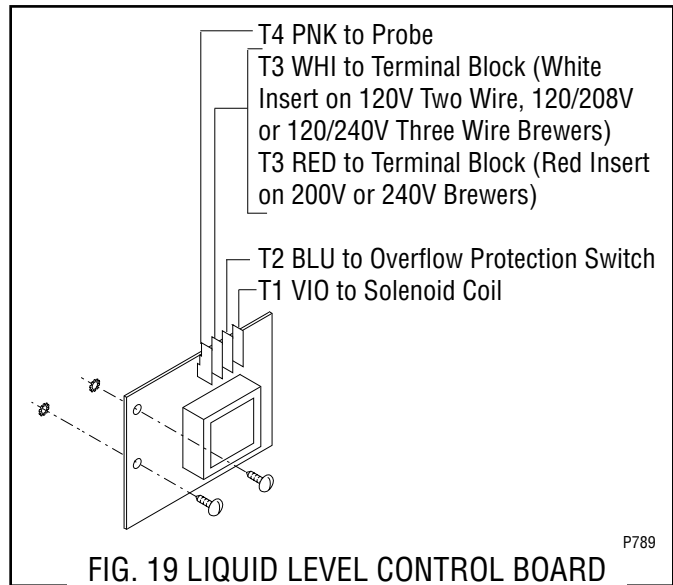 T4 PNK to Probe
T3 WHI to Terminal Block (White
Insert on 120V Two Wire, 120/208V
or 120/240V Three Wire Brewers)
T3 RED to Terminal Block (Red Insert
on 200V or 240V Brewers)
T2 BLU to Overflow Protection Switch
T1 VIO to Solenoid Coil
P789
FIG. 19 LIQUID LEVEL CONTROL BOARD